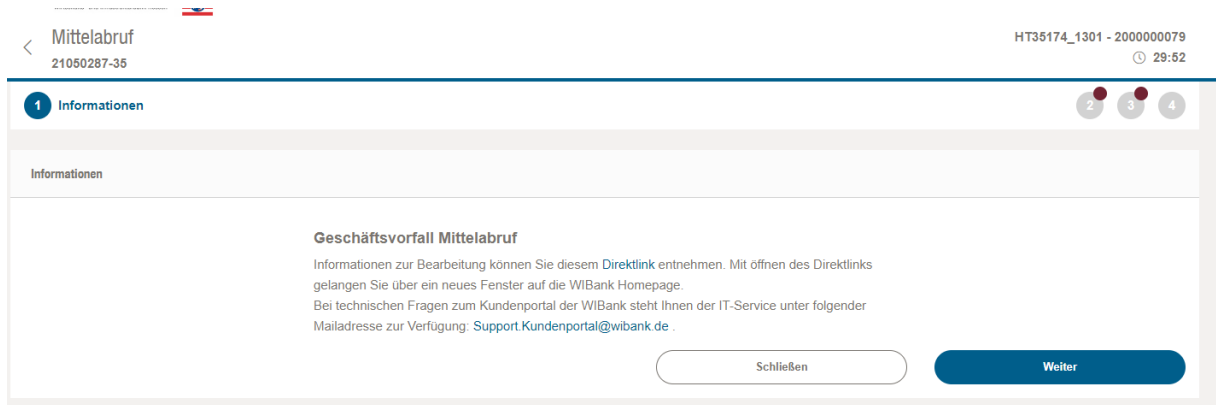 Mittelabruf
21050287-35
HT35174_1301 - 2000000079
29:52
1 Informationen
2 3 4
Informationen
Geschäftsvorfall Mittelabruf
Informationen zur Bearbeitung können Sie diesem Direktlink entnehmen. Mit öffnen des Direktlinks
gelangen Sie über ein neues Fenster auf die WIBank Homepage.
Bei technischen Fragen zum Kundenportal der WIBank steht Ihnen der IT-Service unter folgender
Mailadresse zur Verfügung: Support.Kundenportal@wibank.de .
Schließen
Weiter